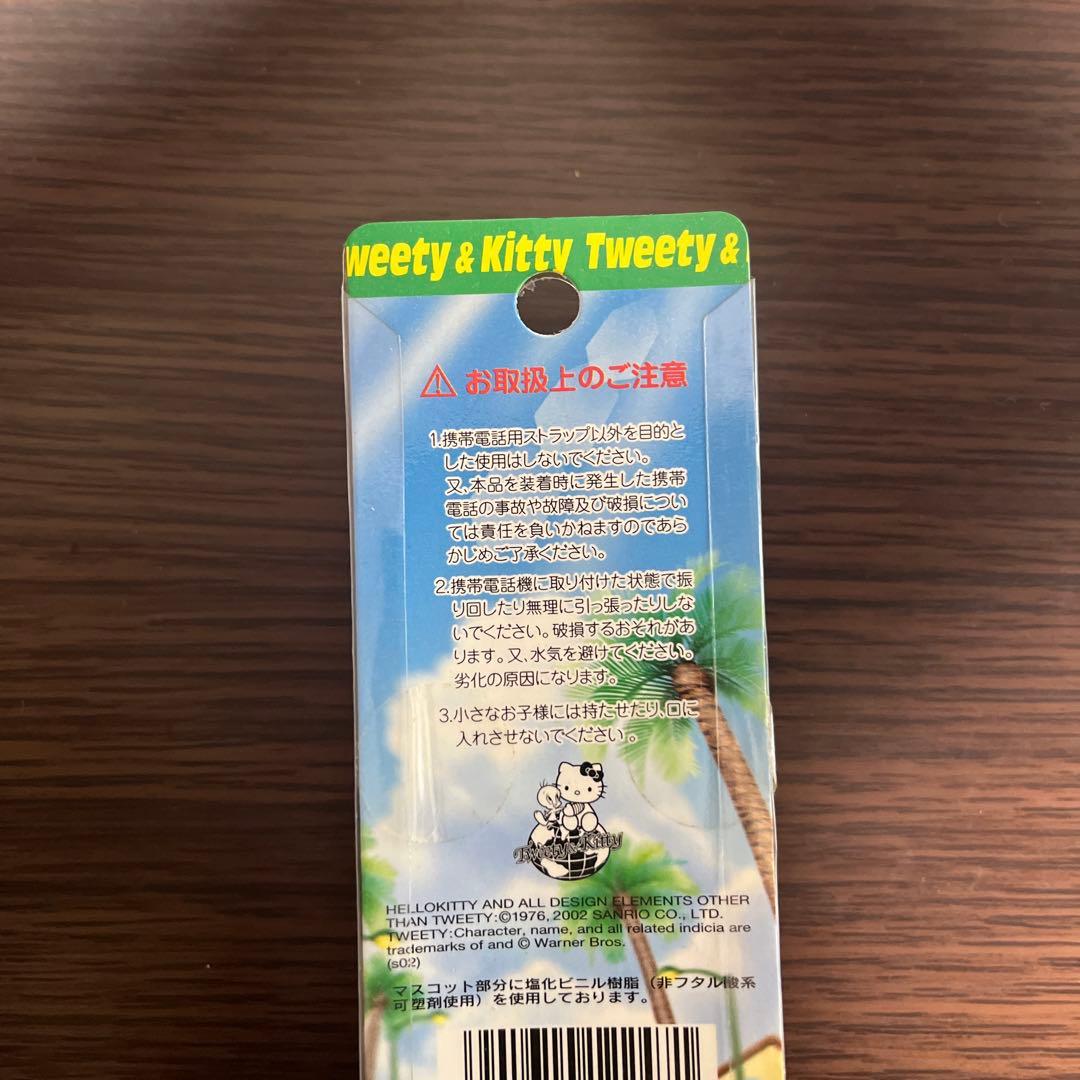 weety & Kitty Tweety &
お取扱上のご注意
1.携帯電話用ストラップ以外を目的と
した使用はしないでください。
又、本品を装着時に発生した携帯
電話の事故や故障及び破損につい
ては責任を負いかねますのであら
かじめご了承ください。
2.携帯電話機に取り付けた状態で振
り回したり無理に引っ張ったりしな
いでください。破損するおそれがあ
ります。又、水気を避けてください。
劣化の原因になります。
3.小さなお子様には持たせたり、口に
入れさせないでください。
Tweety & Kitty
HELLOKITTY AND ALL DESIGN ELEMENTS OTHER
THAN TWEETY:©1976, 2002 SANRIO CO., LTD.
TWEETY:Character, name, and all related indicia are
trademarks of and © Warner Bros.
(s02)
マスコット部分に塩化ビニル樹脂（非フタル酸系
可塑剤使用）を使用しております。